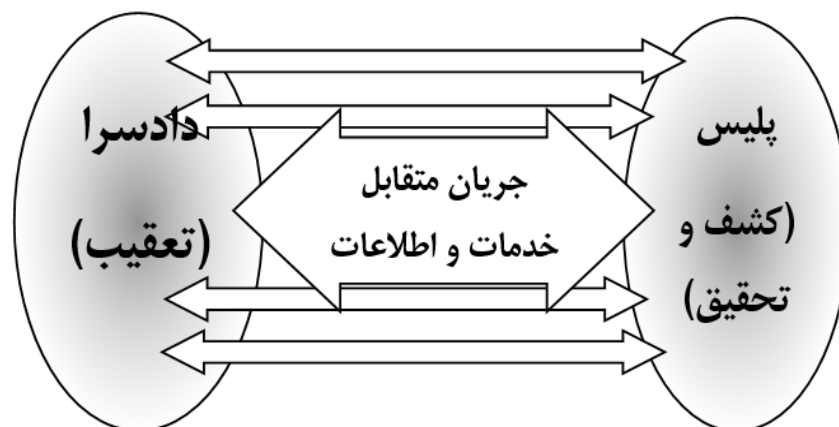 پلیس
(کشف و
تحقیق)
جریان متقابل
خدمات و اطلاعات
دادسرا
(تعقیب)